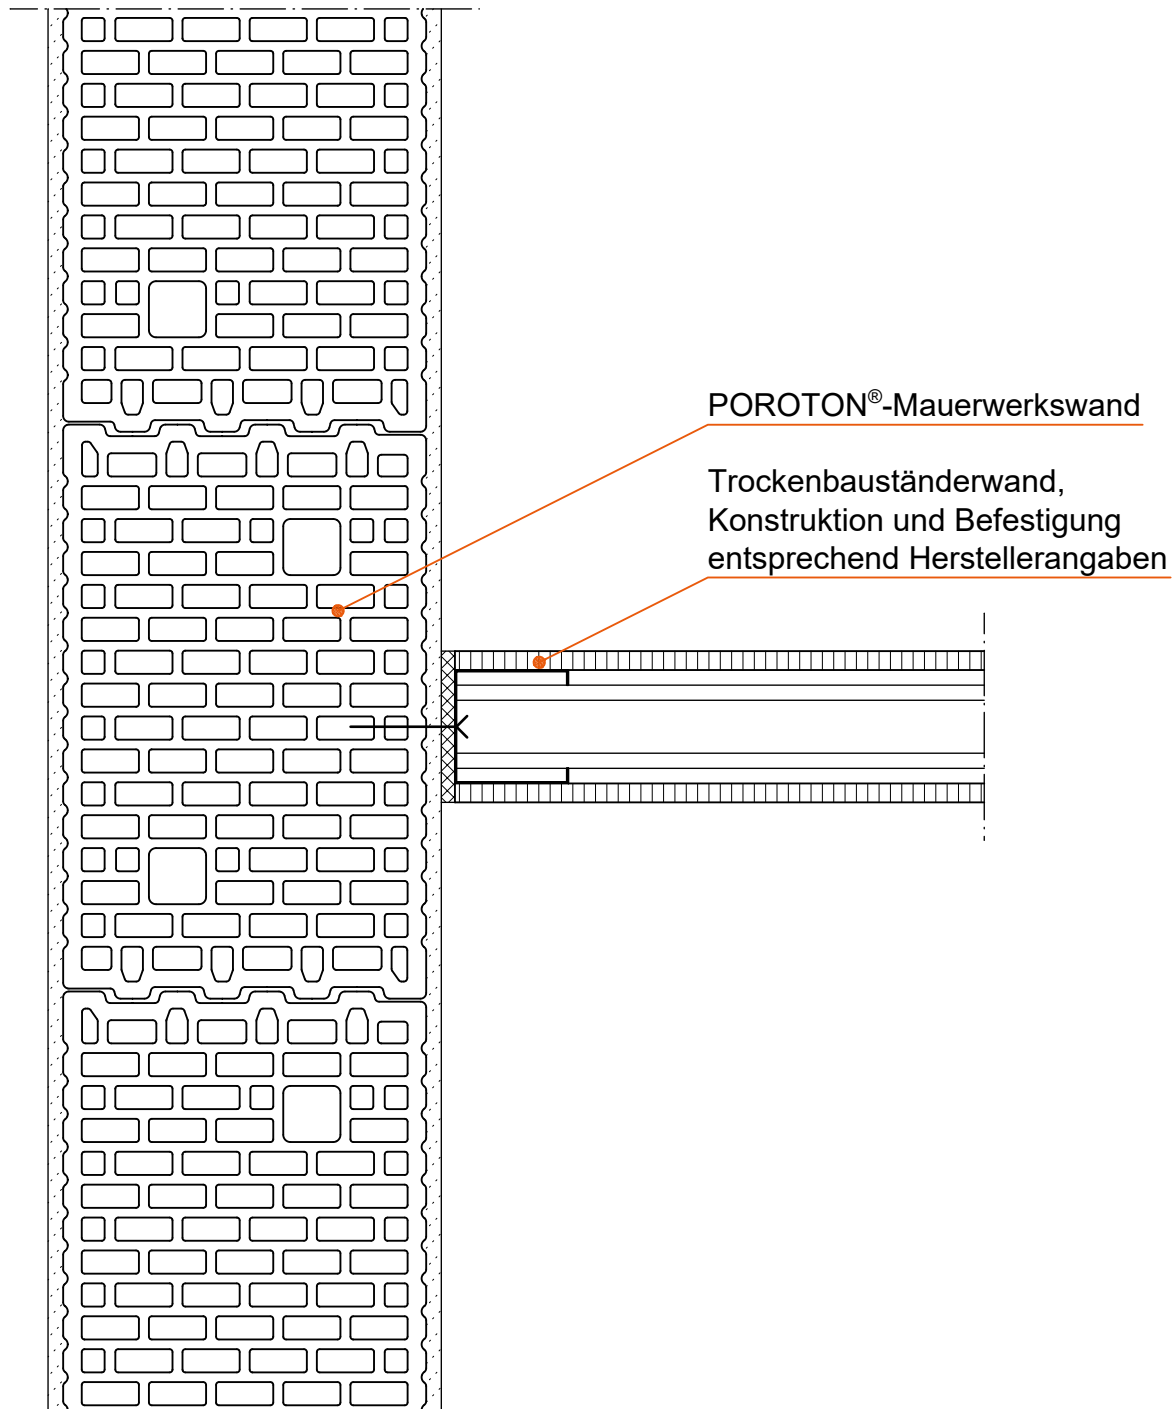 POROTON®-Mauerwerkswand
Trockenbauständerwand,
Konstruktion und Befestigung
entsprechend Herstellerangaben